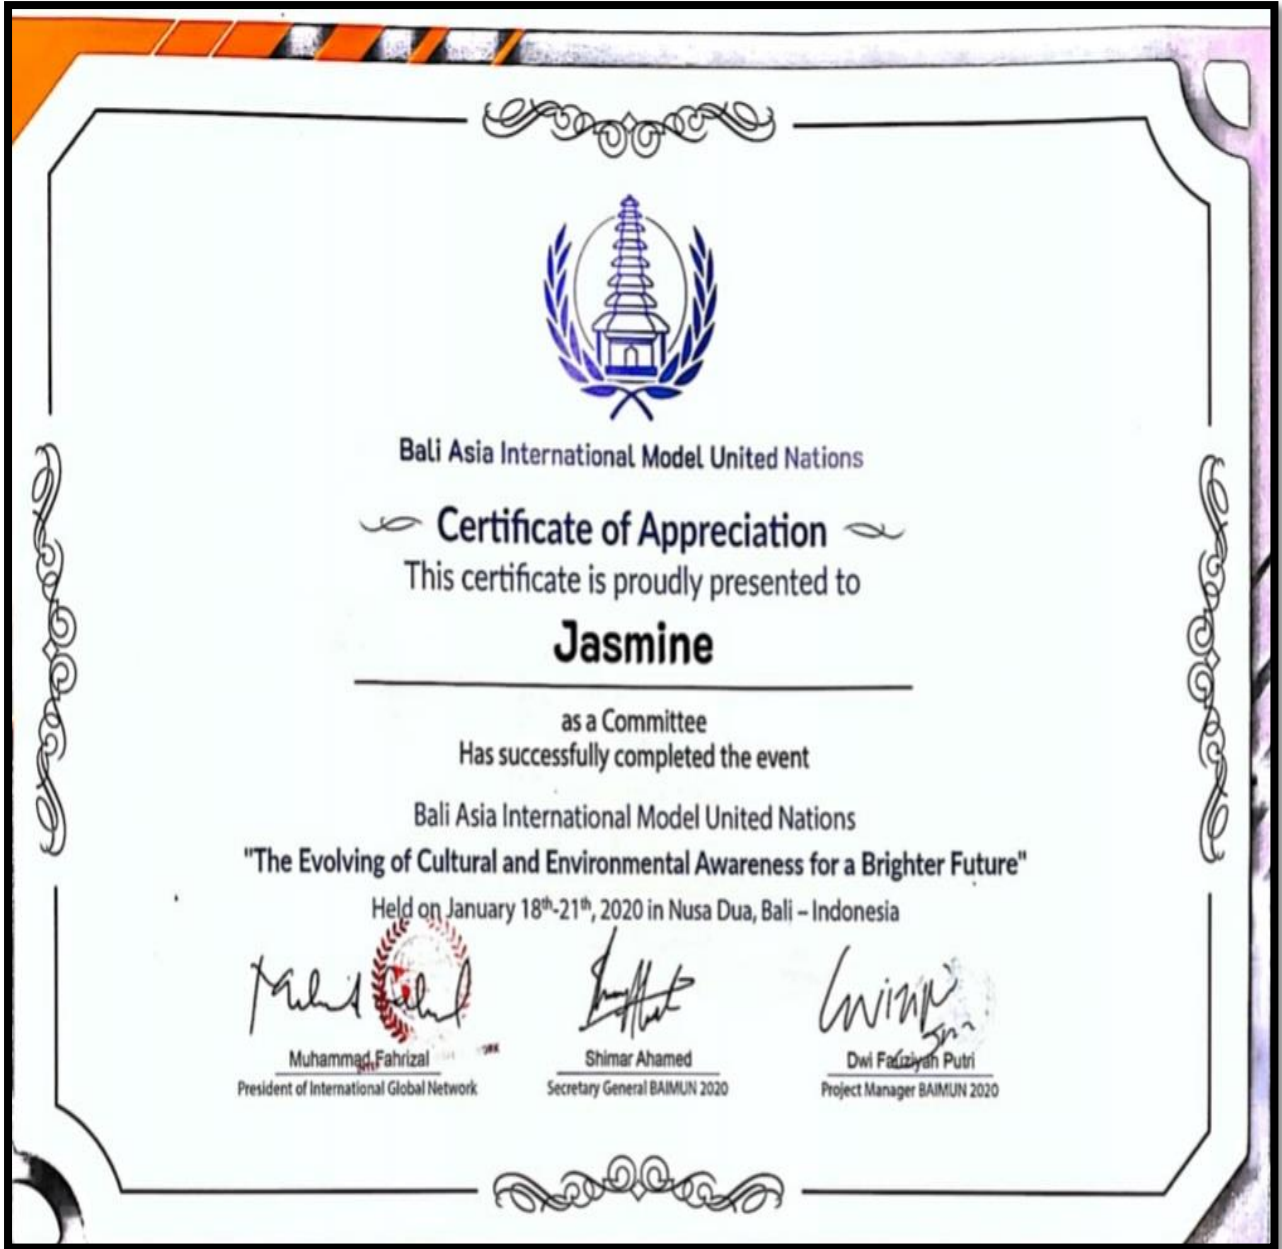 Bali Asia International Model United Nations
Certificate of Appreciation
This certificate is proudly presented to
Jasmine
as a Committee
Has successfully completed the event
Bali Asia International Model United Nations
"The Evolving of Cultural and Environmental Awareness for a Brighter Future"
Held on January 18th-21th, 2020 in Nusa Dua, Bali – Indonesia
Muhammad Fahrizal
President of International Global Network
Shimar Ahamed
Secretary General BAIMUN 2020
Dwi Fauziyah Putri
Project Manager BAIMUN 2020